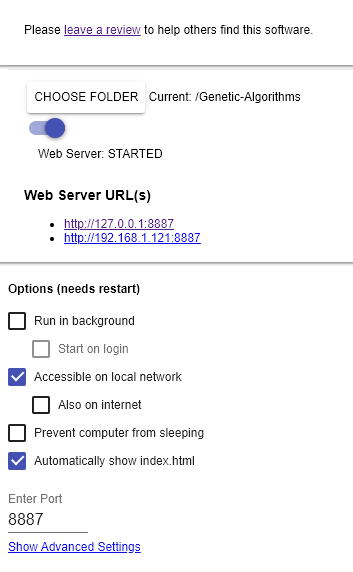 Please leave a review to help others find this software.
CHOOSE FOLDER Current: /Genetic-Algorithms
Web Server: STARTED
Web Server URL(s)
http://127.0.0.1:8887
http://192.168.1.121:8887
Options (needs restart)
Run in background
Start on login
Accessible on local network
Also on internet
Prevent computer from sleeping
Automatically show index.html
Enter Port
8887
Show Advanced Settings